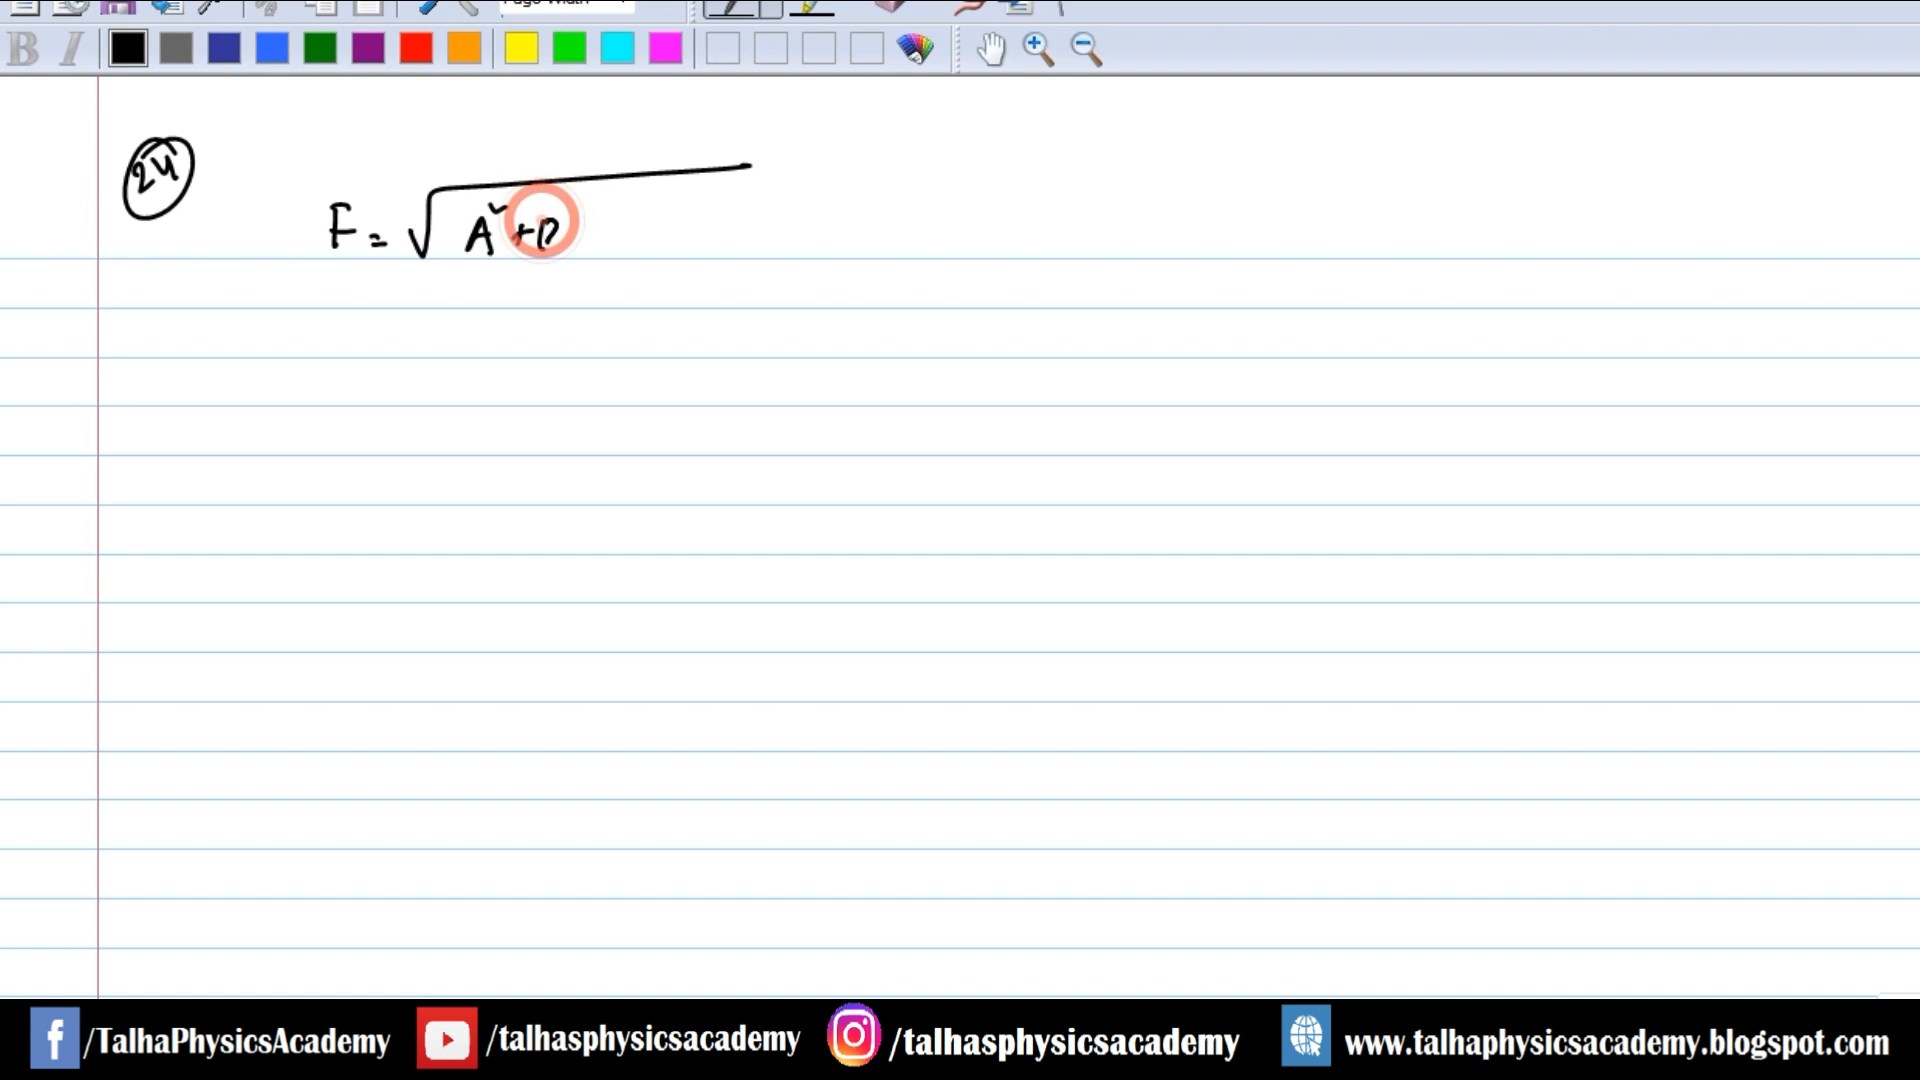 24
F = √ A² + B
B I
/TalhaPhysicsAcademy /talhasphysicsacademy /talhasphysicsacademy www.talhaphysicsacademy.blogspot.com